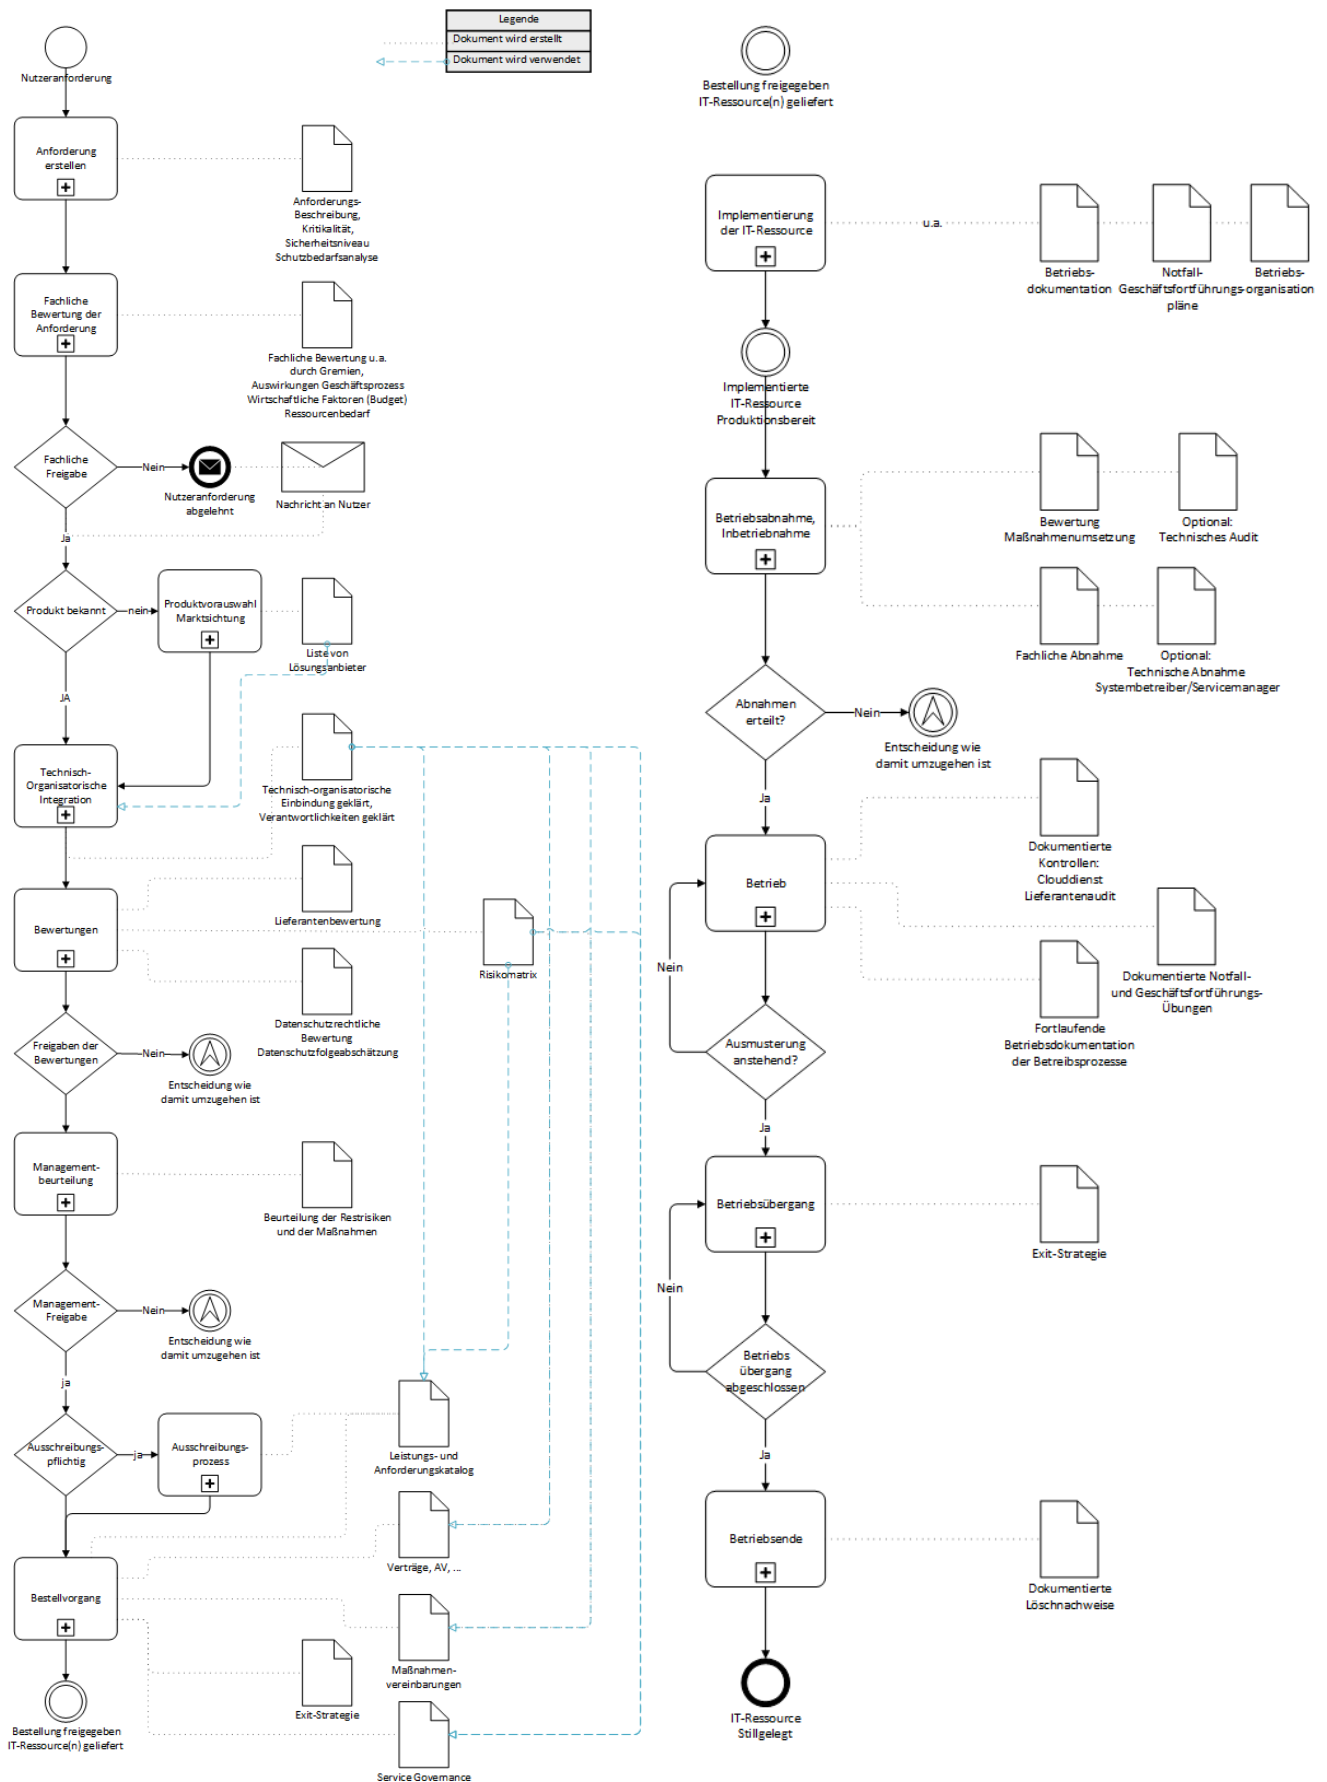 Legende
Dokument wird erstellt
Dokument wird verwendet
Nutzeranforderung
Anforderung
erstellen
Anforderungs-
Beschreibung,
Kritikalität,
Sicherheitsniveau
Schutzbedarfsanalyse
Fachliche
Bewertung der
Anforderung
Fachliche Bewertung u.a.
durch Gremien,
Auswirkungen Geschäftsprozess
Wirtschaftliche Faktoren (Budget)
Ressourcenbedarf
Fachliche
Freigabe
Nein
Nutzeranforderung
abgelehnt
Nachricht an Nutzer
Ja
Produkt bekannt
nein
Produktvorauswahl
Marktsichtung
Liste von
Lösungsanbieter
JA
Technisch-
Organisatorische
Integration
Technisch-organisatorische
Einbindung geklärt,
Verantwortlichkeiten geklärt
Lieferantenbewertung
Bewertungen
Risikomatrix
Datenschutzrechtliche
Bewertung
Datenschutzfolgeabschätzung
Freigaben der
Bewertungen
Nein
Entscheidung wie
damit umzugehen ist
Management-
beurteilung
Beurteilung der Restrisiken
und der Maßnahmen
Management-
Freigabe
Nein
Entscheidung wie
damit umzugehen ist
ja
Ausschreibungs-
pflichtig
ja
Ausschreibungs-
prozess
Leistungs- und
Anforderungskatalog
Verträge, AV, ...
Bestellvorgang
Maßnahmen-
vereinbarungen
Exit-Strategie
Service Governance
Bestellung freigegeben
IT-Ressource(n) geliefert
Bestellung freigegeben
IT-Ressource(n) geliefert
Implementierung
der IT-Ressource
u.a.
Betriebs-
dokumentation
Notfall-
Geschäftsfortführungs-
pläne
Betriebs-
organisation
Implementierte
IT-Ressource
Produktionsbereit
Betriebsabnahme,
Inbetriebnahme
Bewertung
Maßnahmenumsetzung
Optional:
Technisches Audit
Fachliche Abnahme
Optional:
Technische Abnahme
Systembetreiber/Servicemanager
Abnahmen
erteilt?
Nein
Entscheidung wie
damit umzugehen ist
Ja
Betrieb
Dokumentierte
Kontrollen:
Clouddienst
Lieferantenaudit
Dokumentierte Notfall-
und Geschäftsfortführungs-
Übungen
Fortlaufende
Betriebsdokumentation
der Betreibsprozesse
Nein
Ausmusterung
anstehend?
Ja
Betriebsübergang
Exit-Strategie
Nein
Betriebs
übergang
abgeschlossen
Ja
Betriebsende
Dokumentierte
Löschnachweise
IT-Ressource
Stillgelegt